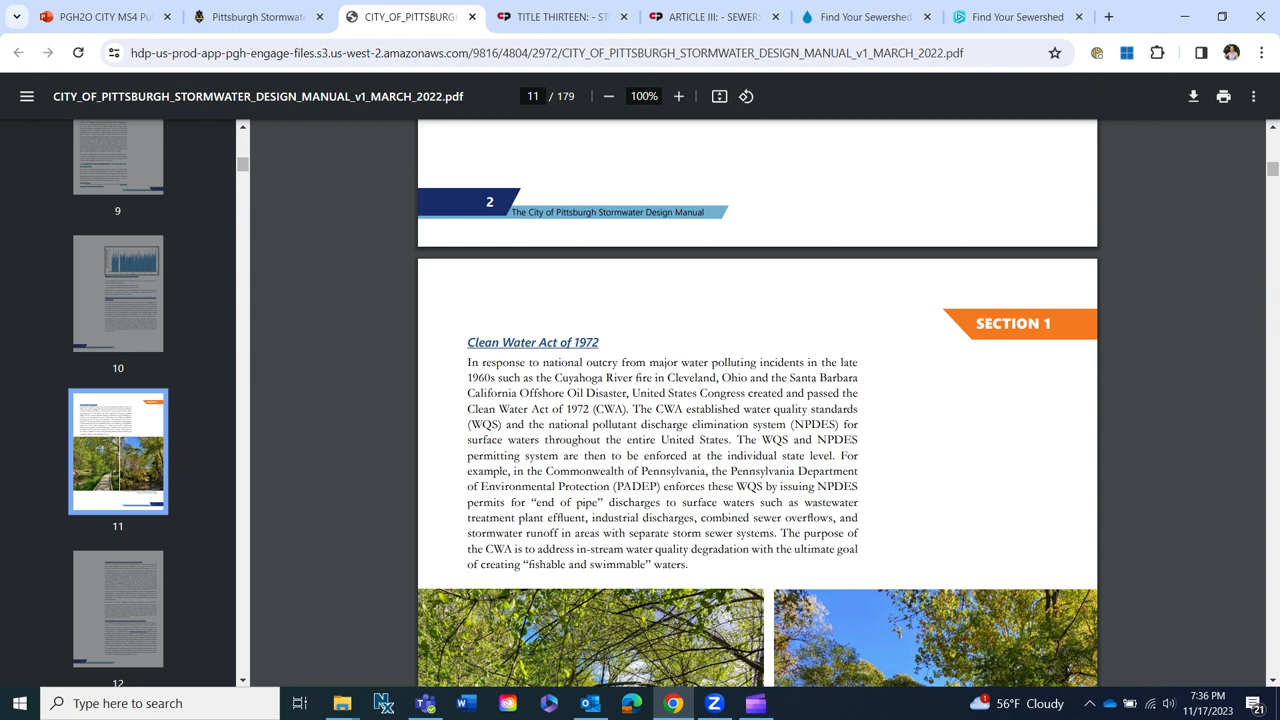 CITY_OF CITY MS4 PU
Pittsburgh Stormwate
CITY_OF_PITTSBURGH
TITLE THIRTEEN: - ST
ARTICLE III: - SEWERS
Find Your Sewershed
Find Your Sewershed
hdp-us-prod-app-pgh-engage-files.s3.us-west-2.amazonaws.com/9816/4804/2972/CITY_OF_PITTSBURGH_STORMWATER_DESIGN_MANUAL_v1_MARCH_2022.pdf
CITY_OF_PITTSBURGH_STORMWATER_DESIGN_MANUAL_v1_MARCH_2022.pdf
11 / 179
100%
9
10
11
12
2
The City of Pittsburgh Stormwater Design Manual
SECTION 1
Clean Water Act of 1972
In response to national outcry from major water polluting incidents in the late
1960s such as the Cuyahoga River fire in Cleveland, Ohio and the Santa Barbara
California Offshore Oil Disaster, United States Congress created and passed the
Clean Water Act of 1972 (CWA). The CWA established water quality standards
(WQS) and the national pollutant discharge elimination system (NPDES) for
surface waters throughout the entire United States. The WQS and NPDES
permitting system are then to be enforced at the individual state level. For
example, in the Commonwealth of Pennsylvania, the Pennsylvania Department
of Environmental Protection (PADEP) enforces these WQS by issuing NPDES
permits for “end of pipe” discharges to surface waters such as wastewater
treatment plant effluent, industrial discharges, combined sewer overflows, and
stormwater runoff in areas with separate storm sewer systems. The purpose of
the CWA is to address in-stream water quality degradation with the ultimate goal
of creating “fishable and swimmable” waters.
Type here to search
1
56°F Cloudy
7:36 PM
11/17/2023
21